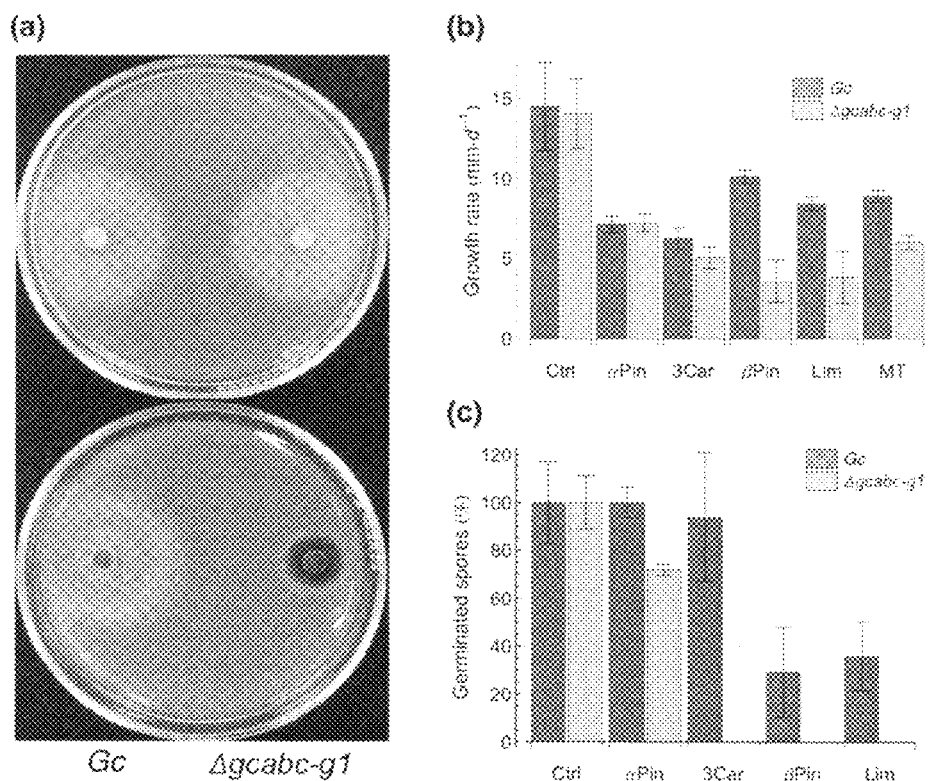 (a)
Gc
Δgcabc-g1
(b)
Growth rate (mm·d⁻¹)
15
10
5
0
Gc
Δgcabc-g1
Ctrl αPin 3Car βPin Lim MT
(c)
Germinated spores (%)
120
100
80
60
40
20
0
Gc
Δgcabc-g1
Ctrl αPin 3Car βPin Lim